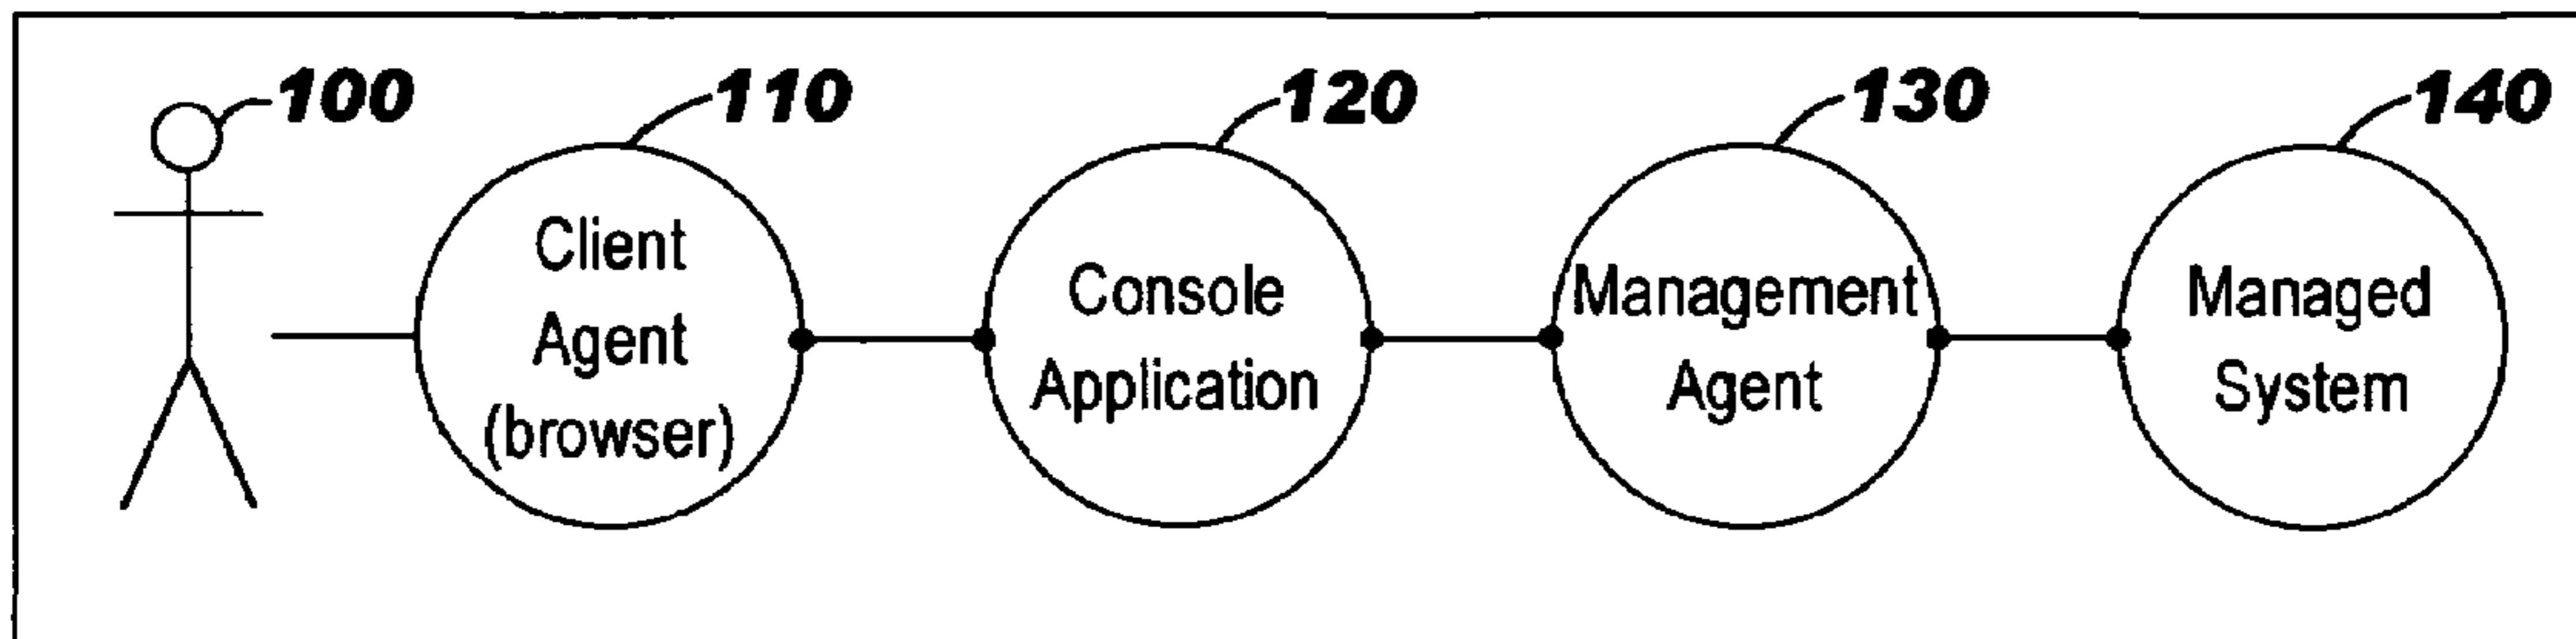 100 110 120 130 140
Client
Agent
(browser)
Console
Application
Management
Agent
Managed
System